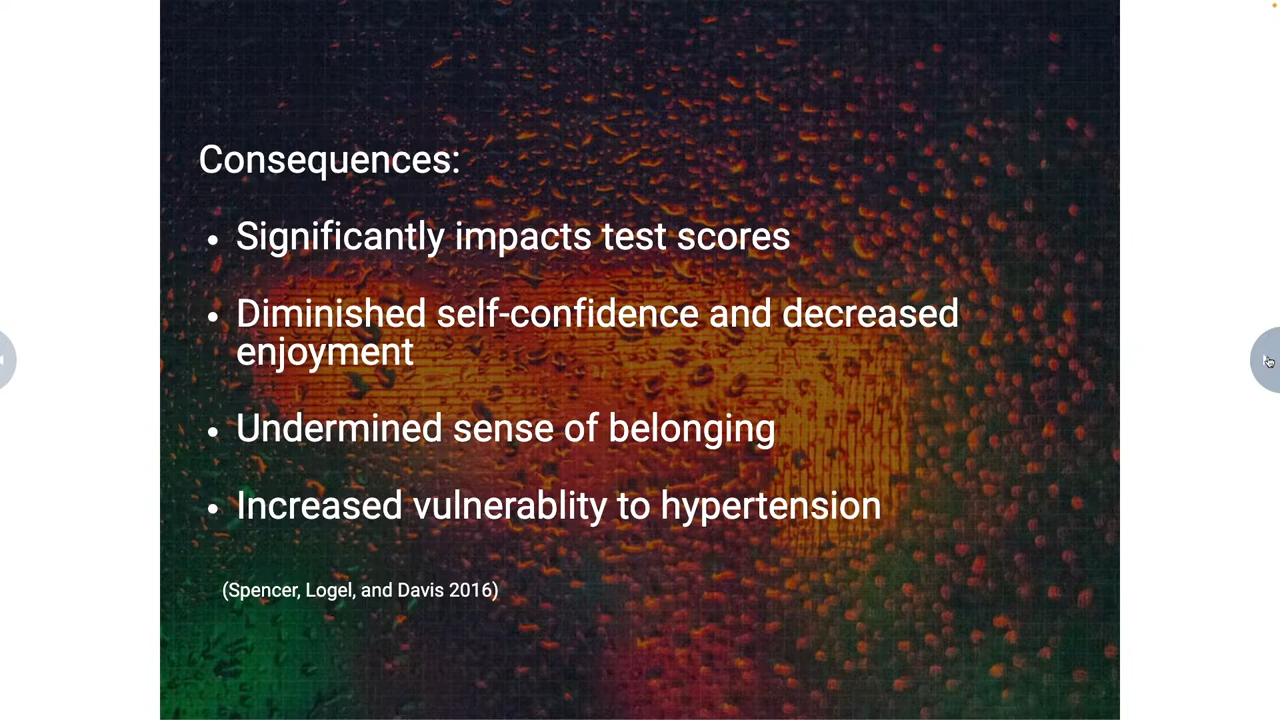 Consequences:
• Significantly impacts test scores
• Diminished self-confidence and decreased
enjoyment
• Undermined sense of belonging
• Increased vulnerablity to hypertension
(Spencer, Logel, and Davis 2016)